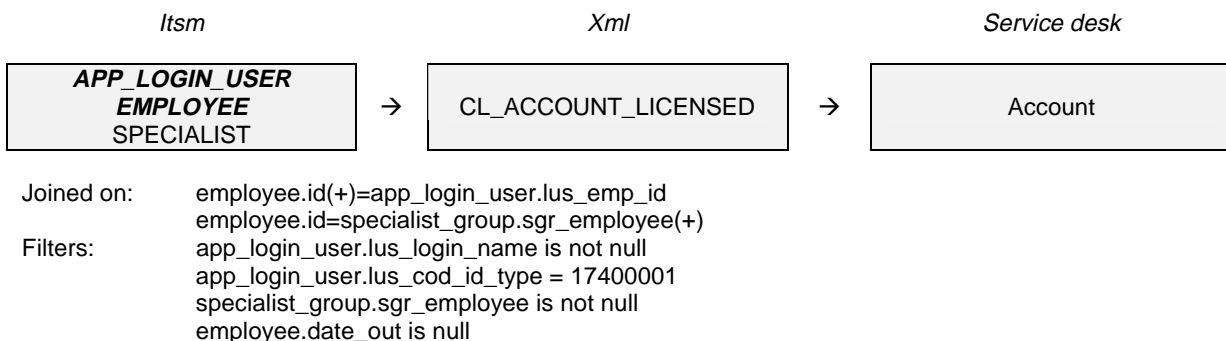 Itsm Xml Service desk
APP_LOGIN_USER
EMPLOYEE
SPECIALIST
→
CL_ACCOUNT_LICENSED
→
Account
Joined on: employee.id(+)=app_login_user.lus_emp_id
employee.id=specialist_group.sgr_employee(+)
Filters: app_login_user.lus_login_name is not null
app_login_user.lus_cod_id_type = 17400001
specialist_group.sgr_employee is not null
employee.date_out is null